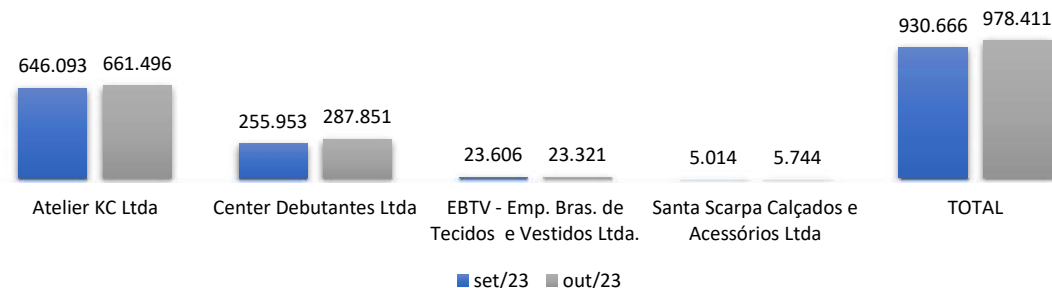 930.666 978.411
646.093 661.496
255.953 287.851
23.606 23.321 5.014 5.744
Atelier KC Ltda Center Debutantes Ltda EBTV - Emp. Bras. de Santa Scarpa Calçados e TOTAL
Tecidos e Vestidos Ltda. Acessórios Ltda
set/23 out/23